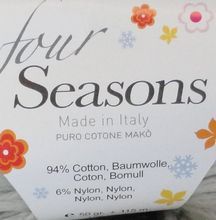 four
Seasons
Made in Italy
PURO COTONE MAKÒ
94% Cotton, Baumwolle,
Coton, Bomull
6% Nylon, Nylon,
Nylon, Nylon